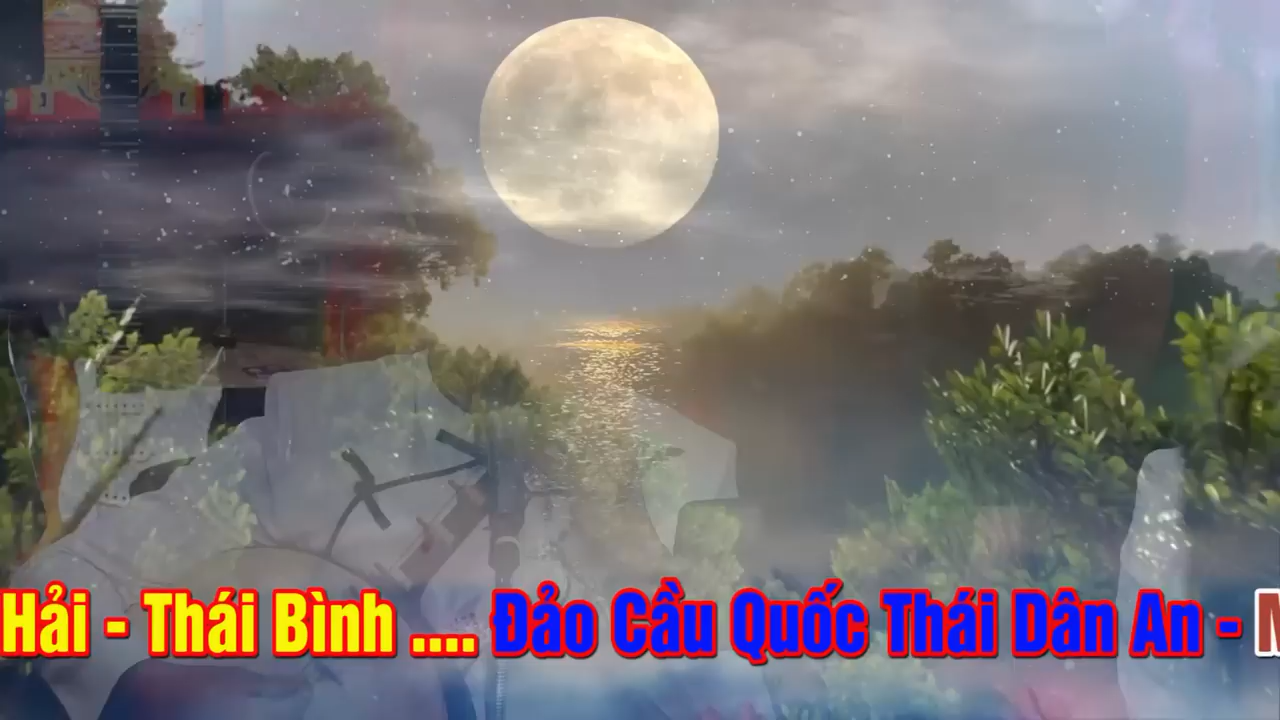 Hải - Thái Bình .... Đảo Cầu Quốc Thái Dân An -